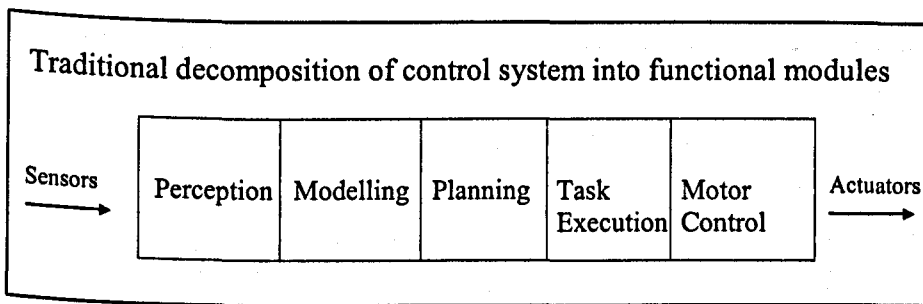 Traditional decomposition of control system into functional modules
Sensors
Perception
Modelling
Planning
Task
Execution
Motor
Control
Actuators